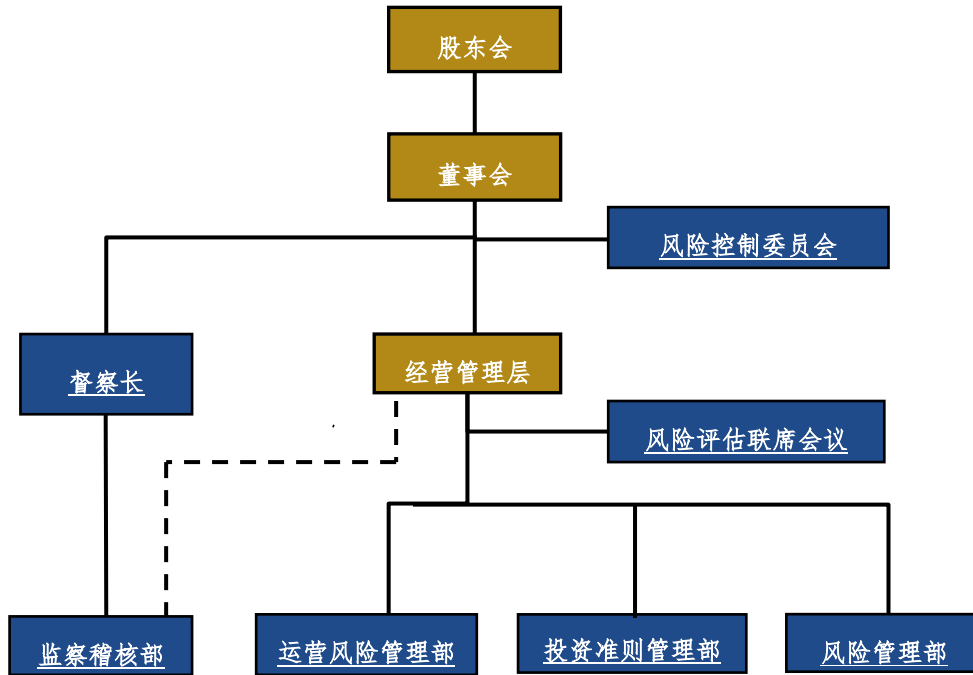 股东会
董事会
风险控制委员会
督察长
经营管理层
风险评估联席会议
监察稽核部
运营风险管理部
投资准则管理部
风险管理部